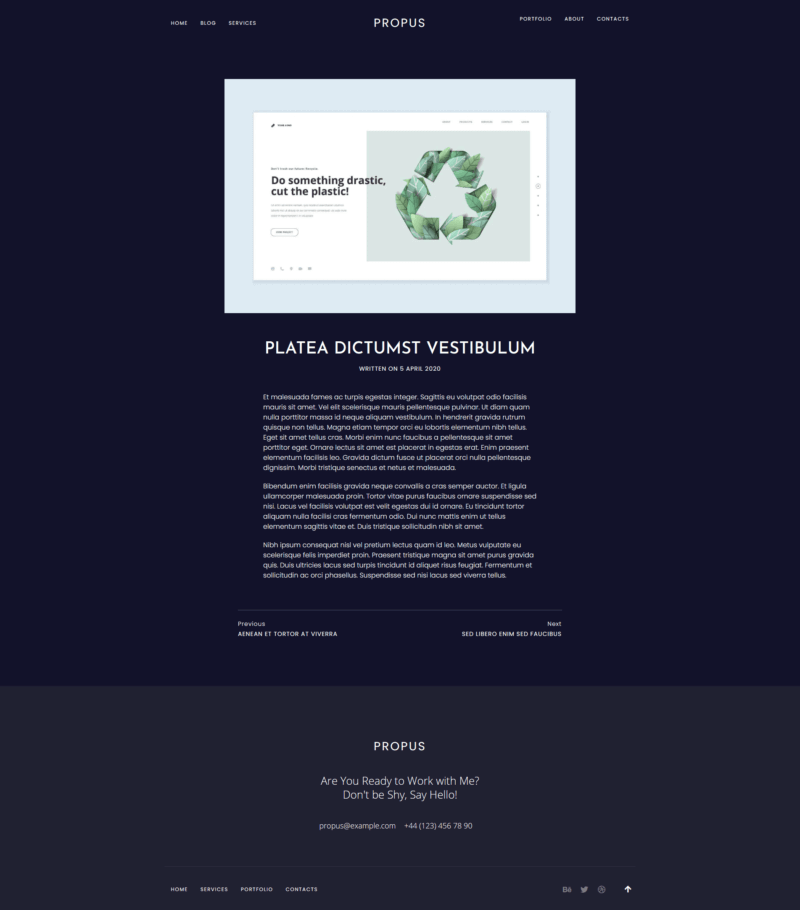 HOME BLOG SERVICES PROPUS PORTFOLIO ABOUT CONTACTS
Do something drastic,
cut the plastic!
PLATEA DICTUMST VESTIBULUM
WRITTEN ON 5 APRIL 2020
Et malesuada fames ac turpis egestas integer. Sagittis eu volutpat odio facilisis
mauris sit amet. Vel elit scelerisque mauris pellentesque pulvinar. Ut diam quam
nulla porttitor massa id neque aliquam vestibulum. In hendrerit gravida rutrum
quisque non tellus. Magna etiam tempor orci eu lobortis elementum nibh tellus.
Eget sit amet tellus cras. Morbi enim nunc faucibus a pellentesque sit amet
porttitor eget. Ornare lectus sit amet est placerat in egestas erat. Enim praesent
elementum facilisis leo. Gravida dictum fusce ut placerat orci nulla pellentesque
dignissim. Morbi tristique senectus et netus et malesuada.
Bibendum enim facilisis gravida neque convallis a cras semper auctor. Et ligula
ullamcorper malesuada proin. Tortor vitae purus faucibus ornare suspendisse sed
nisi. Lacus vel facilisis volutpat est velit egestas dui id ornare. Eu tincidunt tortor
aliquam nulla facilisi cras fermentum odio. Dui nunc mattis enim ut tellus
elementum sagittis vitae et. Duis tristique sollicitudin nibh sit amet.
Nibh ipsum consequat nisl vel pretium lectus quam id leo. Metus vulputate eu
scelerisque felis imperdiet proin. Praesent tristique magna sit amet purus gravida
quis. Duis ultricies lacus sed turpis tincidunt id aliquet risus feugiat. Fermentum et
sollicitudin ac orci phasellus. Suspendisse sed nisi lacus sed viverra tellus.
Previous Next
AENEAN ET TORTOR AT VIVERRA SED LIBERO ENIM SED FAUCIBUS
PROPUS
Are You Ready to Work with Me?
Don't be Shy, Say Hello!
propus@example.com +44 (123) 456 78 90
HOME SERVICES PORTFOLIO CONTACTS